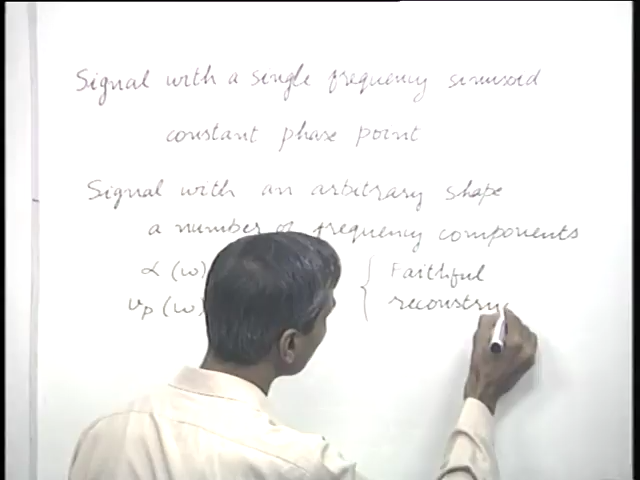 Signal with a single frequency sinusoid
constant phase point
Signal with an arbitrary shape
a number of frequency components
α (ω) { Faithful
vp (ω) reconstru